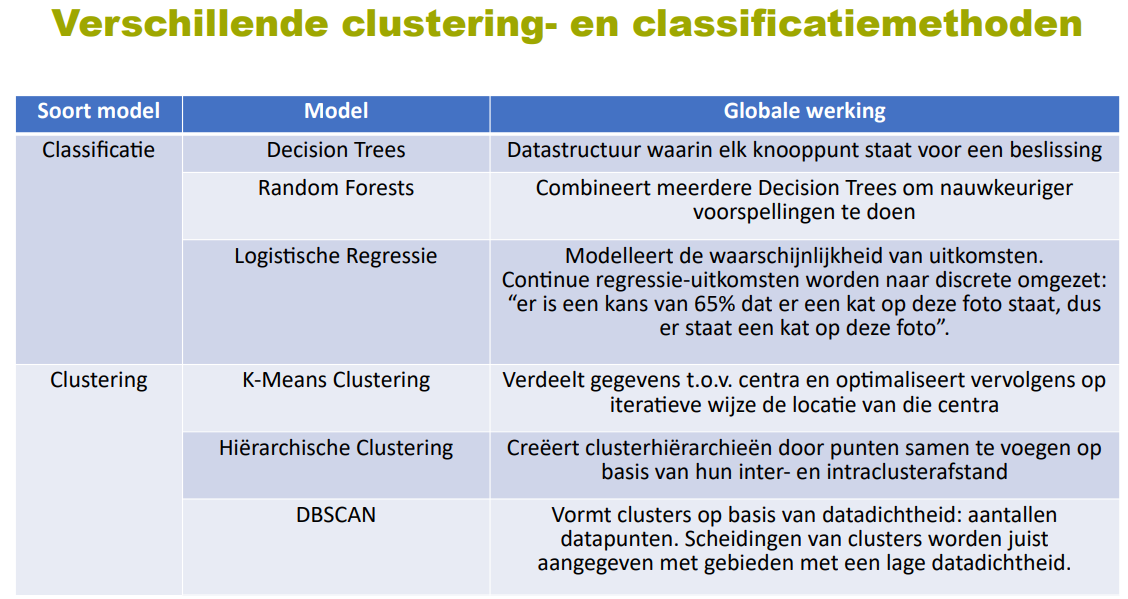 Verschillende clustering- en classificatiemethoden
Soort model
Model
Globale werking
Classificatie
Decision Trees
Datastructuur waarin elk knooppunt staat voor een beslissing
Random Forests
Combineert meerdere Decision Trees om nauwkeuriger
voorspellingen te doen
Logistische Regressie
Modelleert de waarschijnlijkheid van uitkomsten.
Continue regressie-uitkomsten worden naar discrete omgezet:
“er is een kans van 65% dat er een kat op deze foto staat, dus
er staat een kat op deze foto”.
Clustering
K-Means Clustering
Verdeelt gegevens t.o.v. centra en optimaliseert vervolgens op
iteratieve wijze de locatie van die centra
Hiërarchische Clustering
Creëert clusterhiërarchieën door punten samen te voegen op
basis van hun inter- en intraclusterafstand
DBSCAN
Vormt clusters op basis van datadichtheid: aantallen
datapunten. Scheidingen van clusters worden juist
aangegeven met gebieden met een lage datadichtheid.